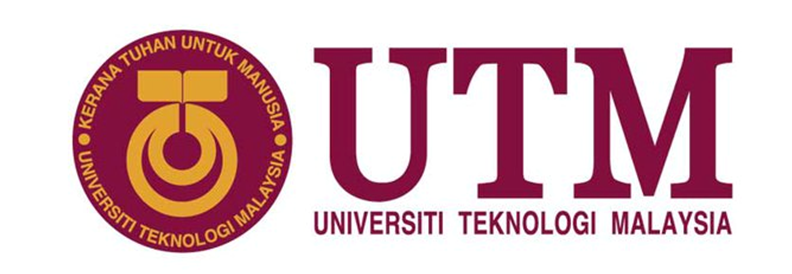 KERANA TUHAN UNTUK MANUSIA
UNIVERSITI TEKNOLOGI MALAYSIA
UTM
UNIVERSITI TEKNOLOGI MALAYSIA